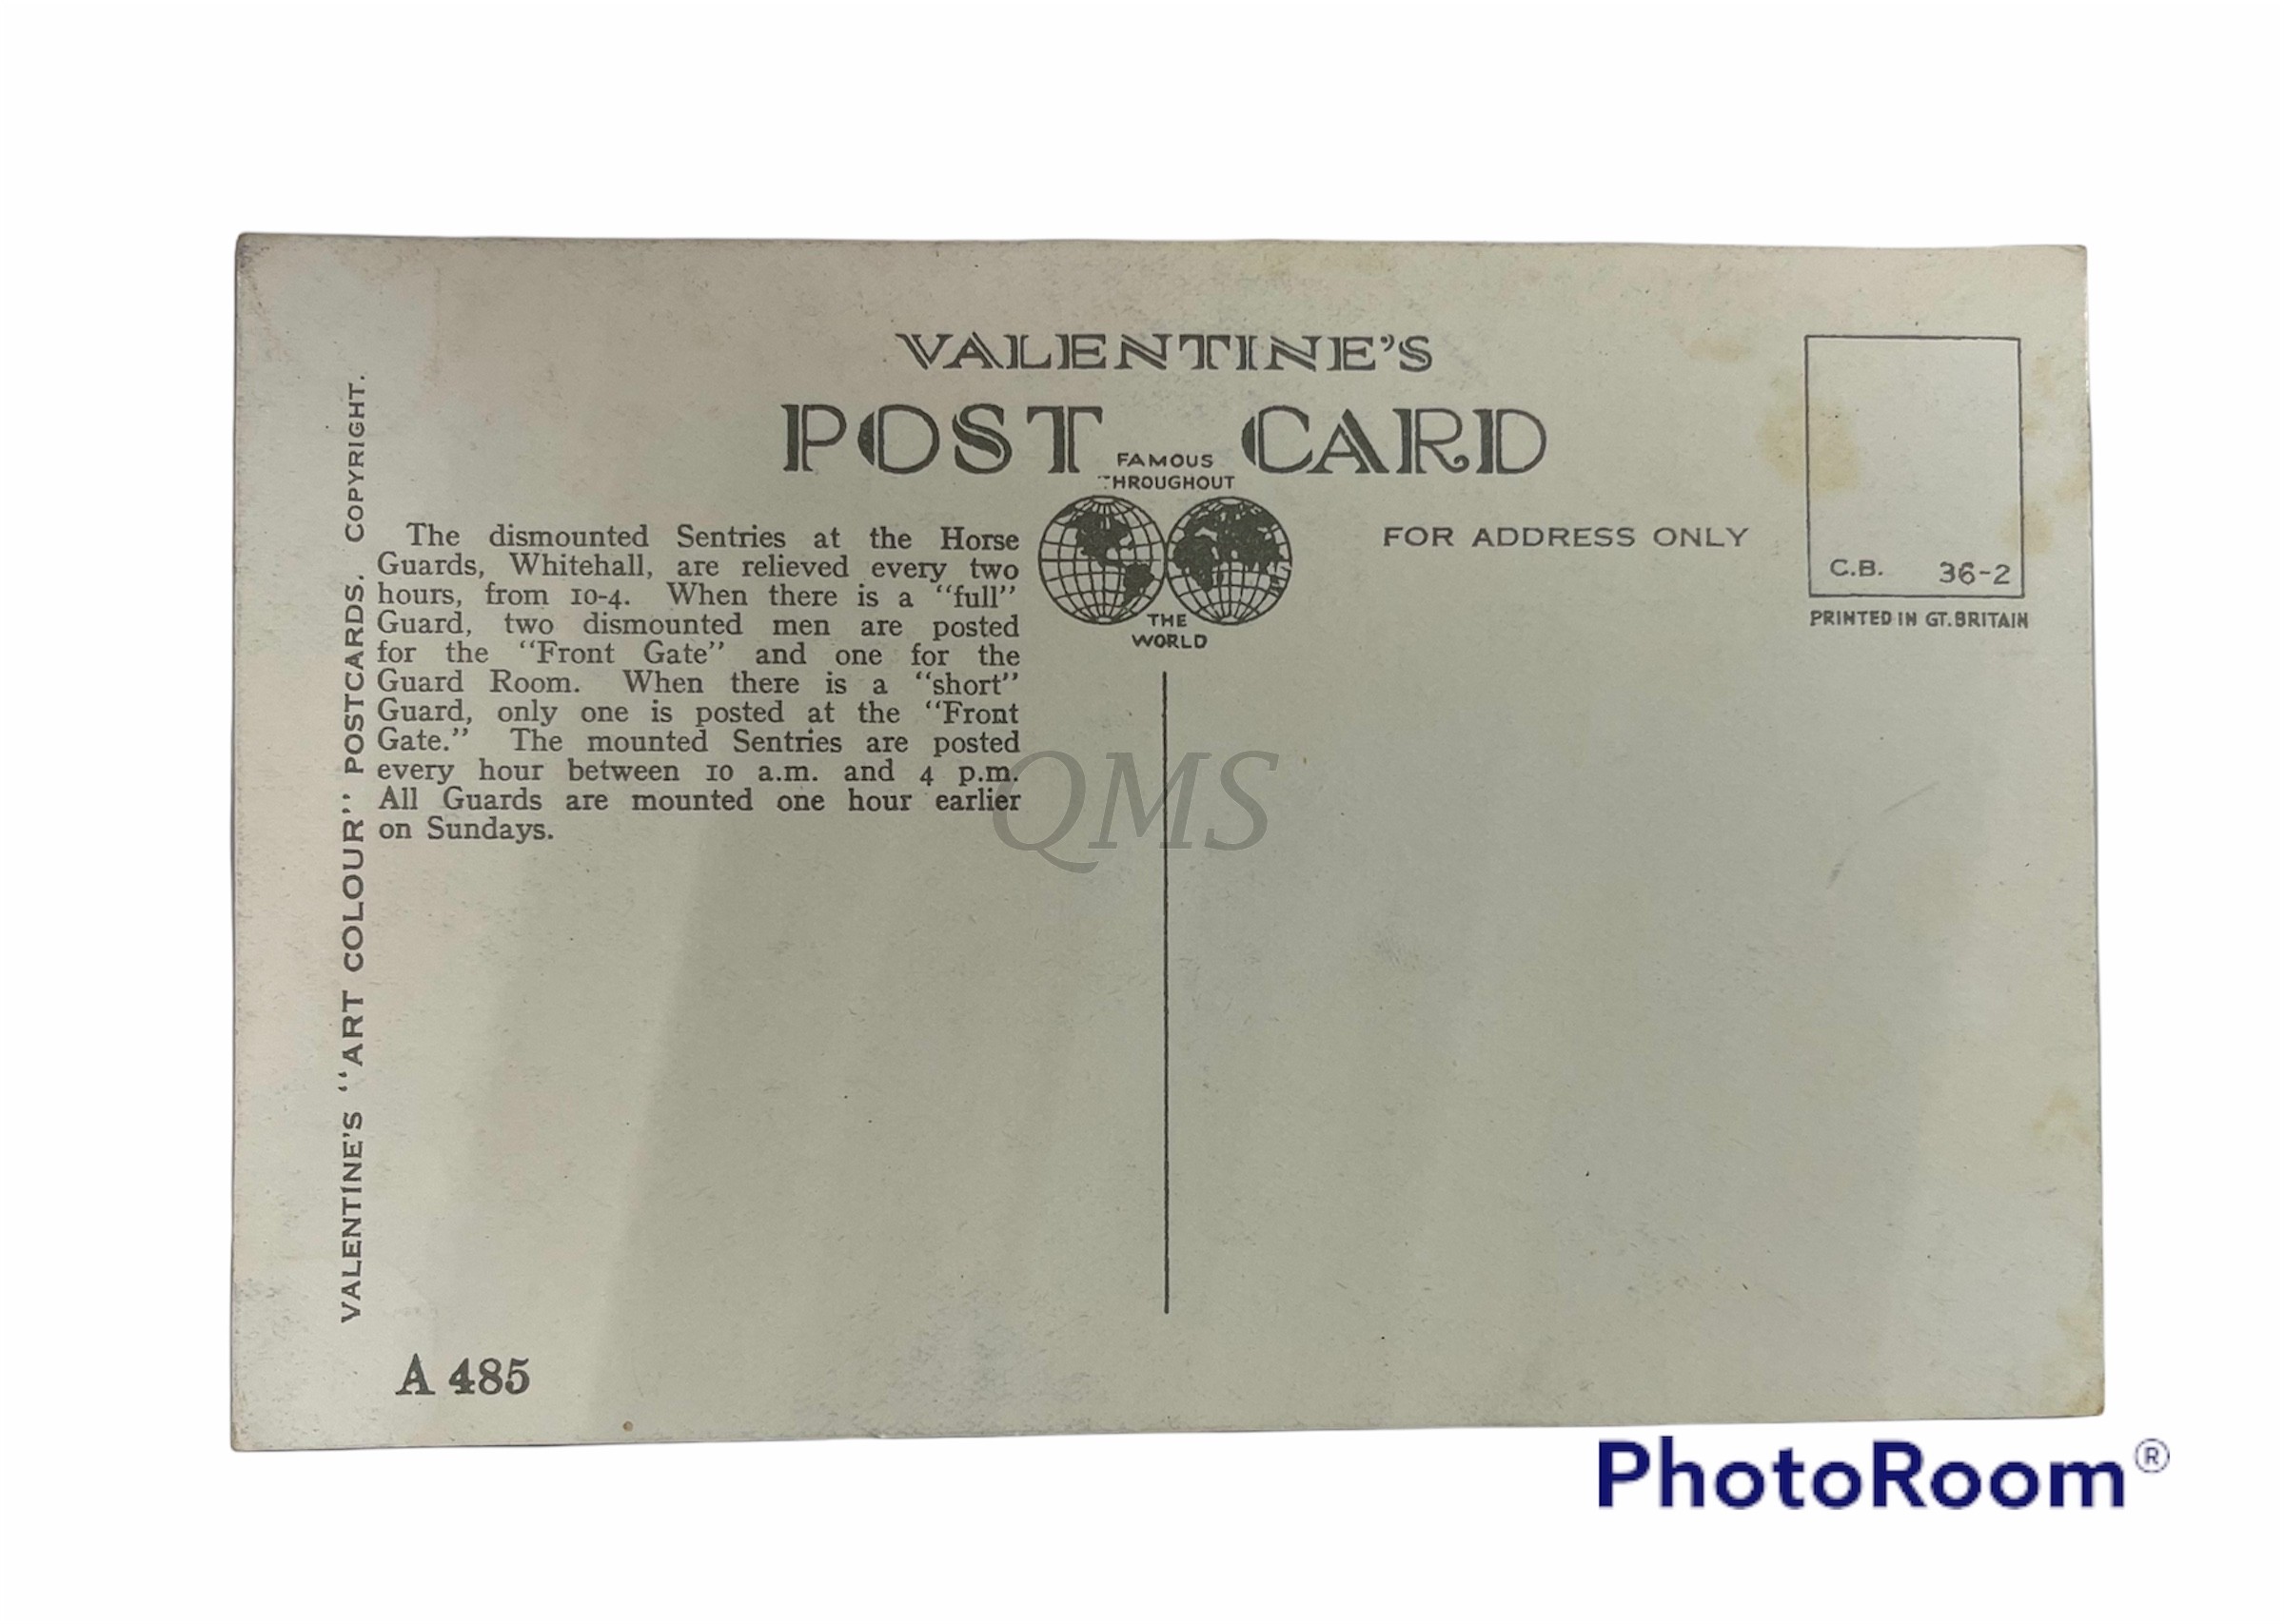 VALENTINE'S
POST CARD
FAMOUS
THROUGHOUT
THE
WORLD
FOR ADDRESS ONLY
C.B. 36-2
PRINTED IN GT. BRITAIN
VALENTINE'S "ART COLOUR" POSTCARDS. COPYRIGHT.
The dismounted Sentries at the Horse
Guards, Whitehall, are relieved every two
hours, from 10-4. When there is a "full"
Guard, two dismounted men are posted
for the "Front Gate" and one for the
Guard Room. When there is a "short"
Guard, only one is posted at the "Front
Gate." The mounted Sentries are posted
every hour between 10 a.m. and 4 p.m.
All Guards are mounted one hour earlier
on Sundays.
QMS
A 485
PhotoRoom®